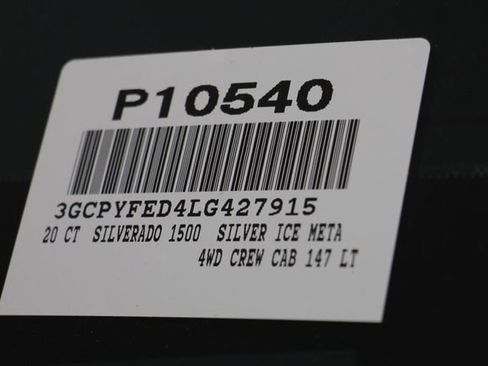 P10540
3GCPYFED4LG427915
20 CT SILVERADO 1500 SILVER ICE META
4WD CREW CAB 147 LT